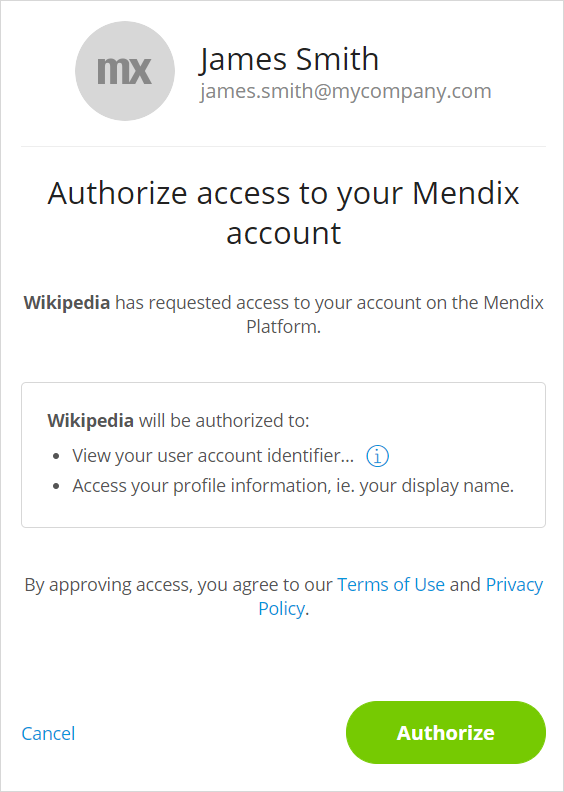 mx
James Smith
james.smith@mycompany.com
Authorize access to your Mendix
account
Wikipedia has requested access to your account on the Mendix
Platform.
Wikipedia will be authorized to:
• View your user account identifier... i
• Access your profile information, ie. your display name.
By approving access, you agree to our Terms of Use and Privacy
Policy.
Cancel
Authorize